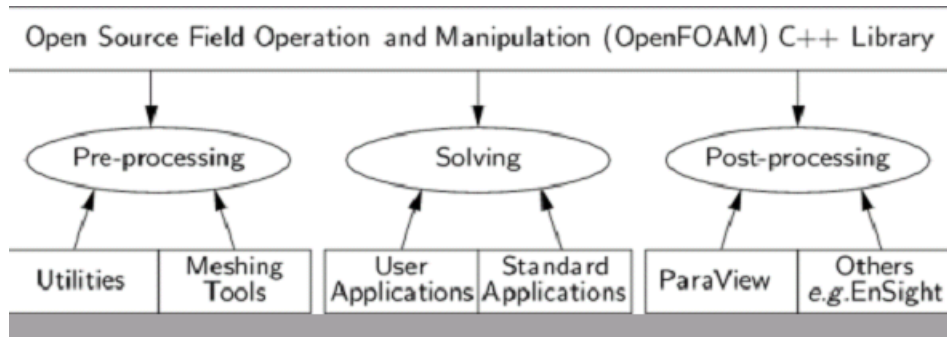 Open Source Field Operation and Manipulation (OpenFOAM) C++ Library
Pre-processing
Solving
Post-processing
Utilities
Meshing
Tools
User
Applications
Standard
Applications
ParaView
Others
e.g.EnSight